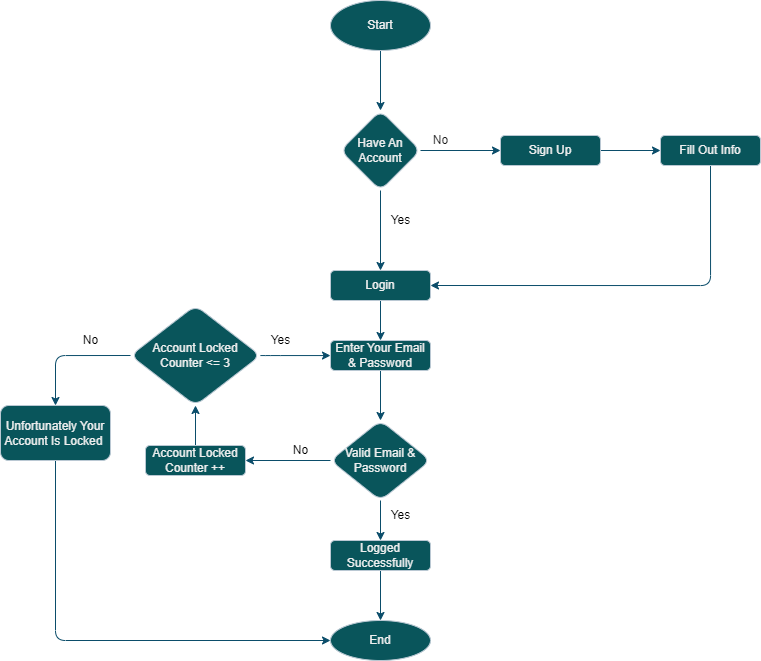 Start
Have An
Account
No
Sign Up
Fill Out Info
Yes
Login
No
Account Locked
Counter <= 3
Yes
Enter Your Email
& Password
Unfortunately Your
Account Is Locked
Account Locked
Counter ++
No
Valid Email &
Password
Yes
Logged
Successfully
End